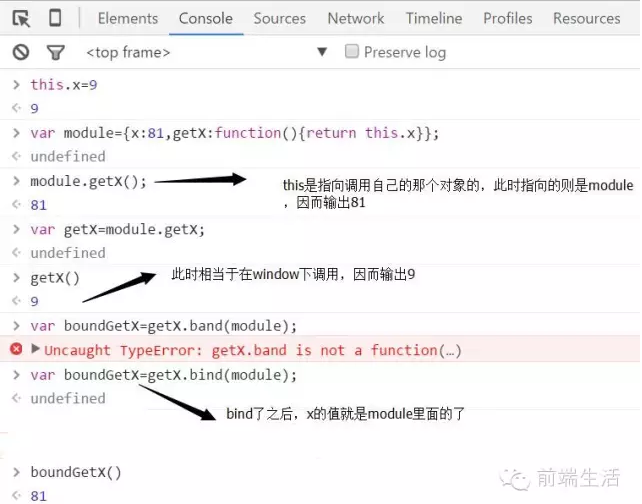 Elements Console Sources Network Timeline Profiles Resources
<top frame> ▼ Preserve log
> this.x=9
< 9
> var module={x:81,getX:function(){return this.x}};
< undefined
> module.getX();
this是指向调用自己的那个对象的，此时指向的则是module
，因而输出81
< 81
> var getX=module.getX;
< undefined
> getX()
此时相当于在window下调用，因而输出9
< 9
> var boundGetX=getX.band(module);
▶Uncaught TypeError: getX.band is not a function(…)
> var boundGetX=getX.bind(module);
< undefined
bind了之后，x的值就是module里面的了
> boundGetX()
< 81
前端生活